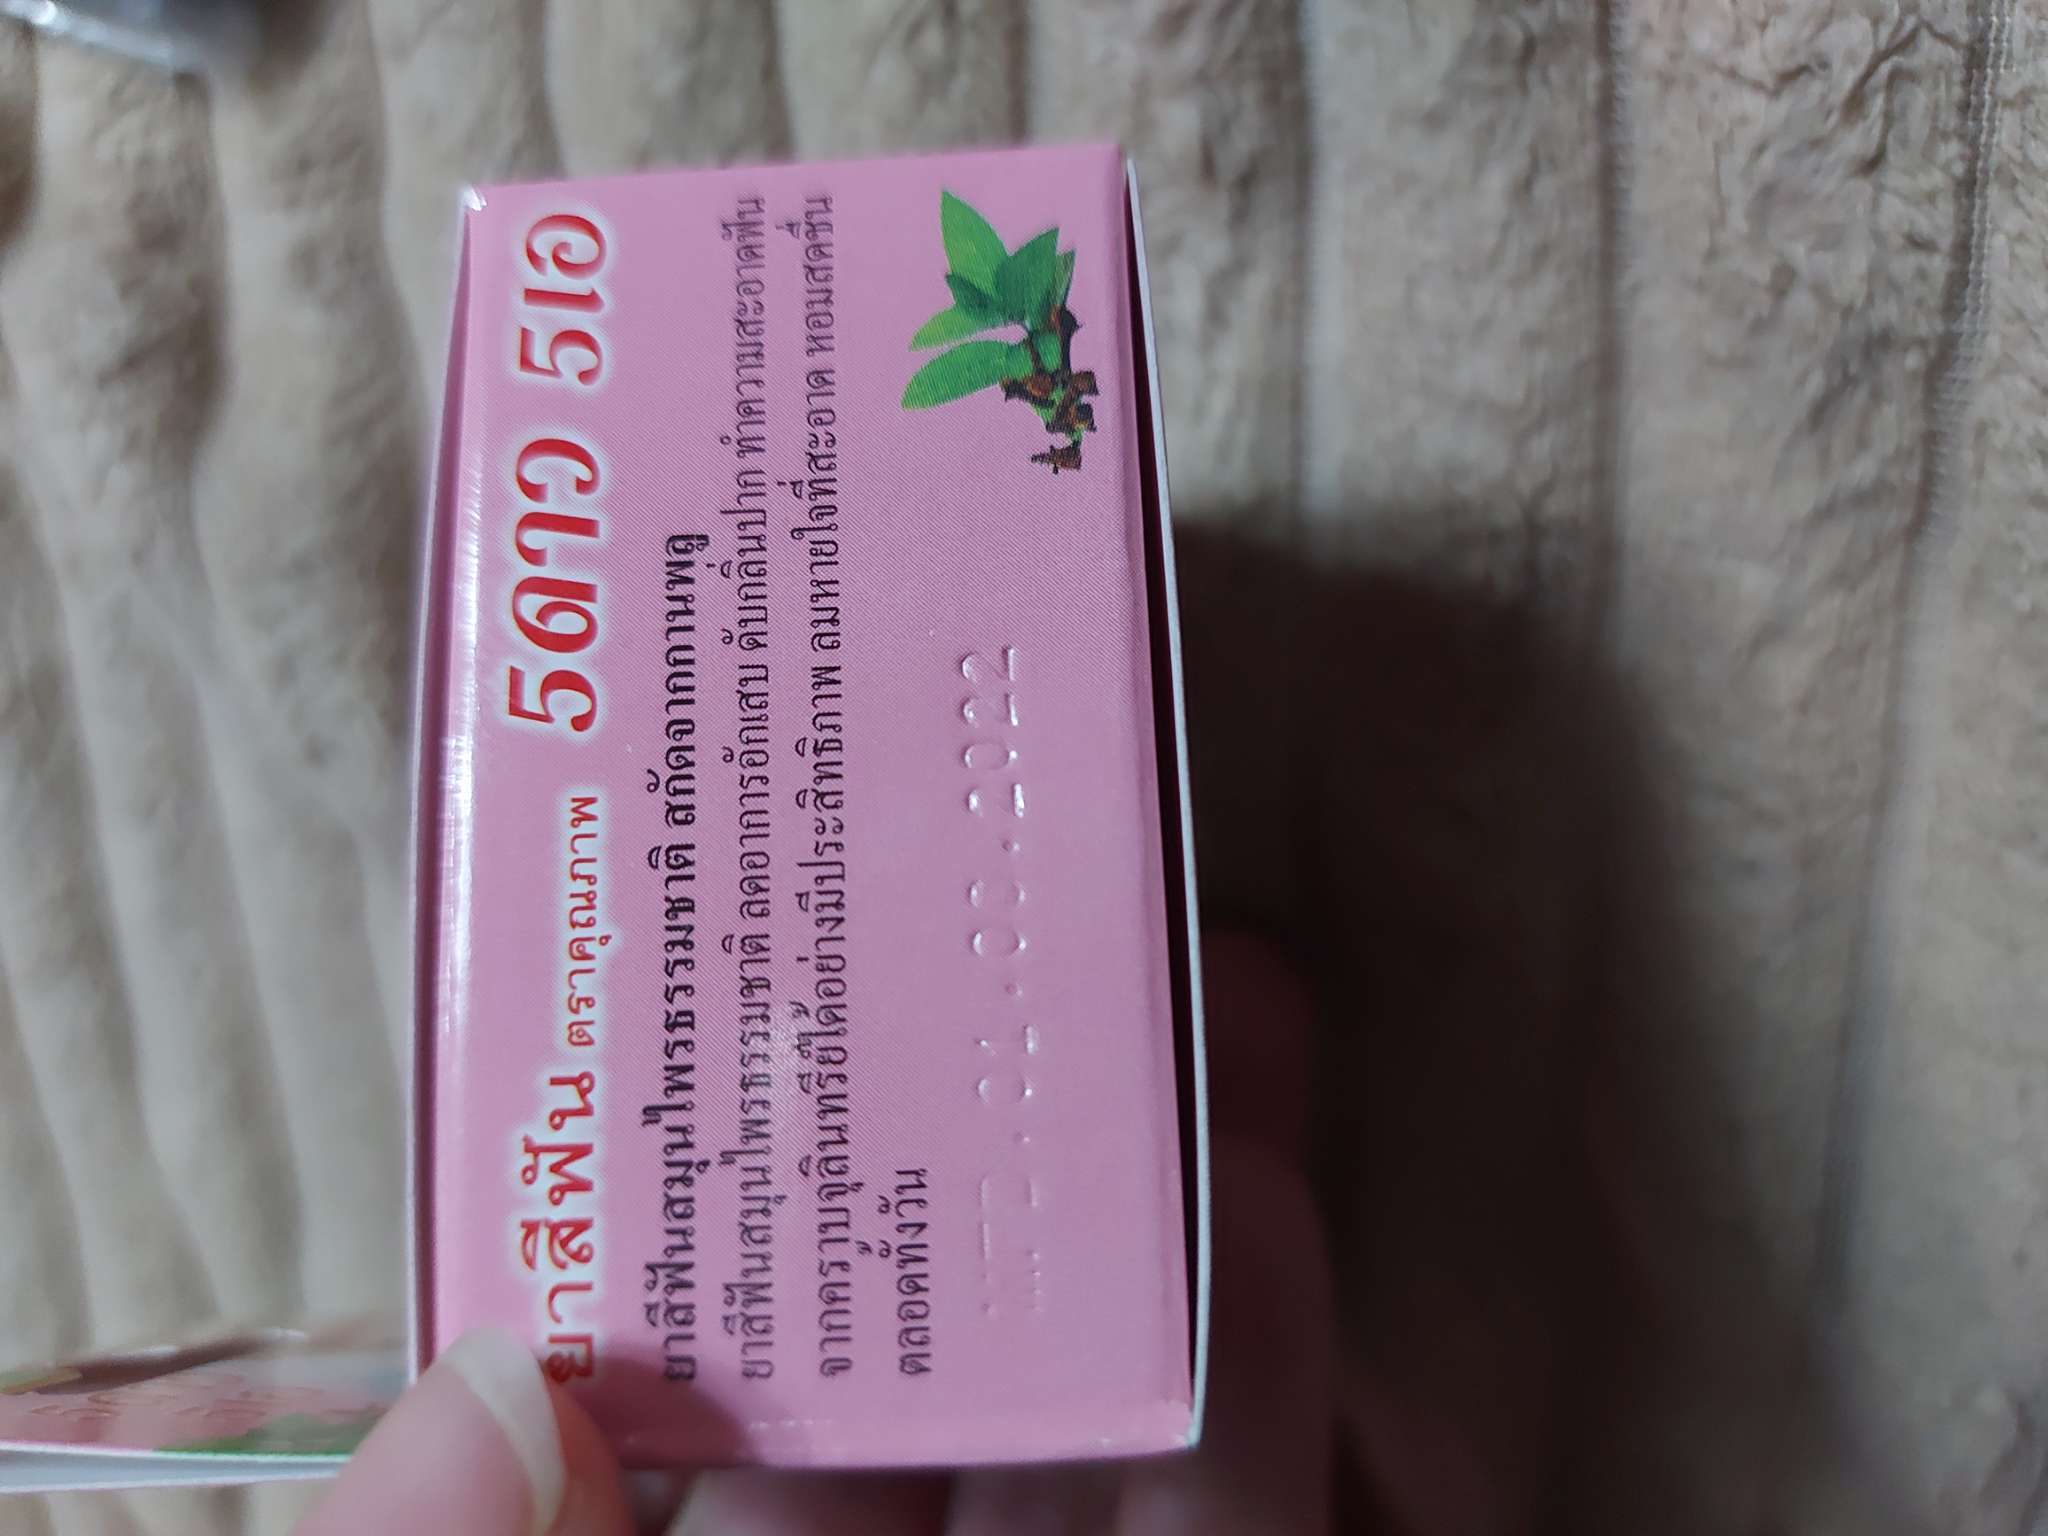 ยาสีฟัน ตราคุณภาพ 5ดาว 5เอ
ยาสีฟันสมุนไพรธรรมชาติ สกัดจากกานพลู
ยาสีฟันสมุนไพรธรรมชาติ ลดอาการอักเสบ ดับกลิ่นปาก ทำความสะอาดฟัน
จากคราบจุลินทรีย์ได้อย่างมีประสิทธิภาพ ลมหายใจที่สะอาด หอมสดชื่น
ตลอดทั้งวัน